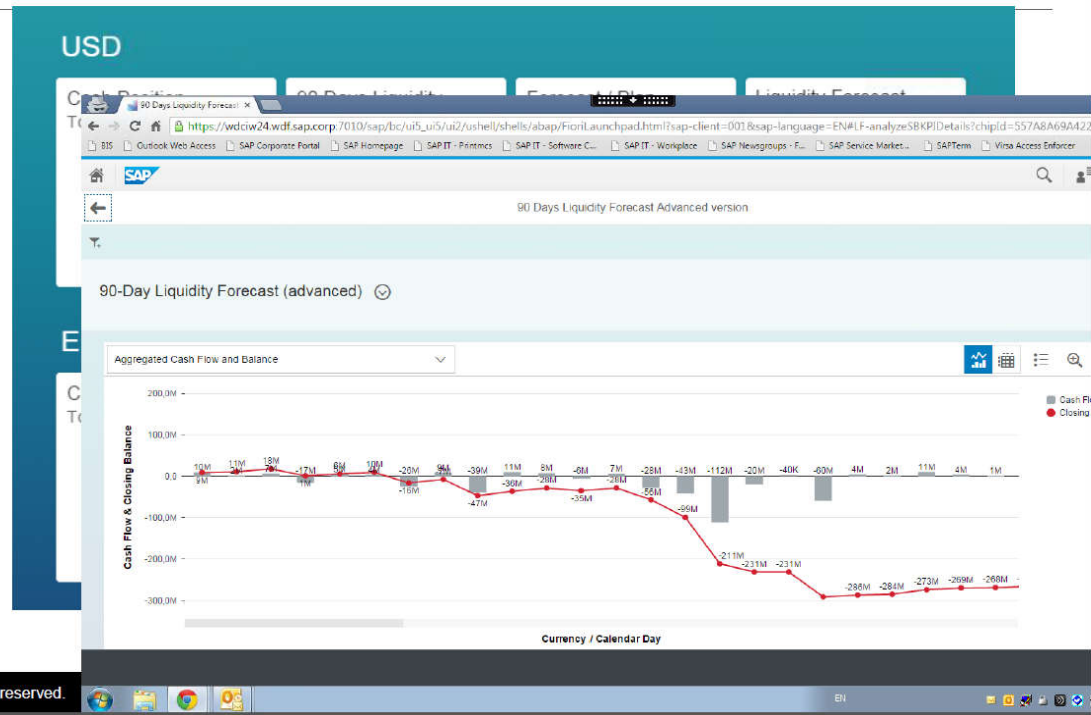 USD
90 Days Liquidity Forecast
https://wdciw24.wdf.sap.corp:7010/sap/bc/ui5_ui5/ui2/ushell/shells/abap/FioriLaunchpad.html?sap-client=001&sap-language=EN#LF-analyzeSBKPIDetails?chipId=557A8A69A422
BIS Outlook Web Access SAP Corporate Portal SAP Homepage SAP IT - Printmcs SAP IT - Software C... SAP IT - Workplace SAP Newsgroups - F... SAP Service Market... SAPTerm Virsa Access Enforcer
SAP
90 Days Liquidity Forecast Advanced version
90-Day Liquidity Forecast (advanced)
E
Aggregated Cash Flow and Balance
C
Cash Flo
Closing
Cash Flow & Closing Balance
200,0M
100,0M
0.0
-100,0M
-200,0M
-300,0M
10M 11M 18M -17M -26M -39M 11M 8M -6M 7M -28M -43M -112M -20M -40K -60M 4M 2M 11M 4M 1M
9M -16M -47M -36M -28M -35M -28M -56M -99M -211M -231M -231M -286M -284M -273M -269M -268M
Currency / Calendar Day
reserved.
EN